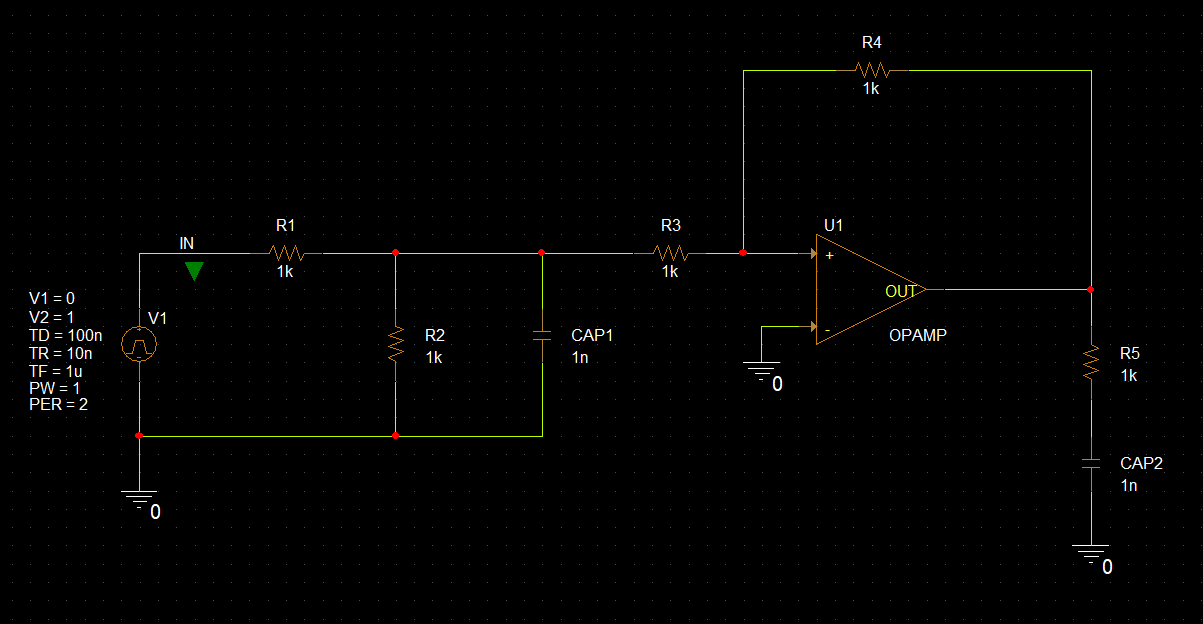 R4
1k
R1
1k
IN
R3
1k
U1
+
-
OUT
OPAMP
V1 = 0
V2 = 1
TD = 100n
TR = 10n
TF = 1u
PW = 1
PER = 2
V1
R2
1k
CAP1
1n
0
R5
1k
CAP2
1n
0
0